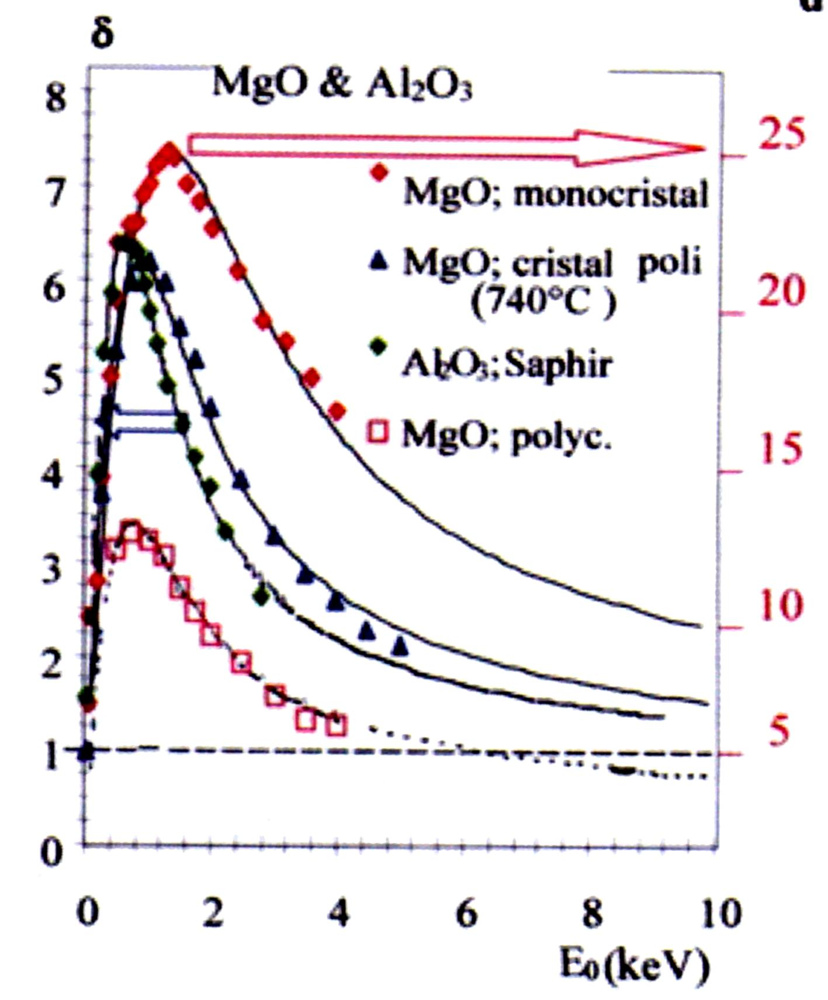 δ
MgO & Al₂O₃
8
7
6
5
4
3
2
1
0
25
20
15
10
5
MgO; monocristal
MgO; cristal poli
(740°C )
Al₂O₃; Saphir
MgO; polyc.
0 2 4 6 8 10
E₀(keV)